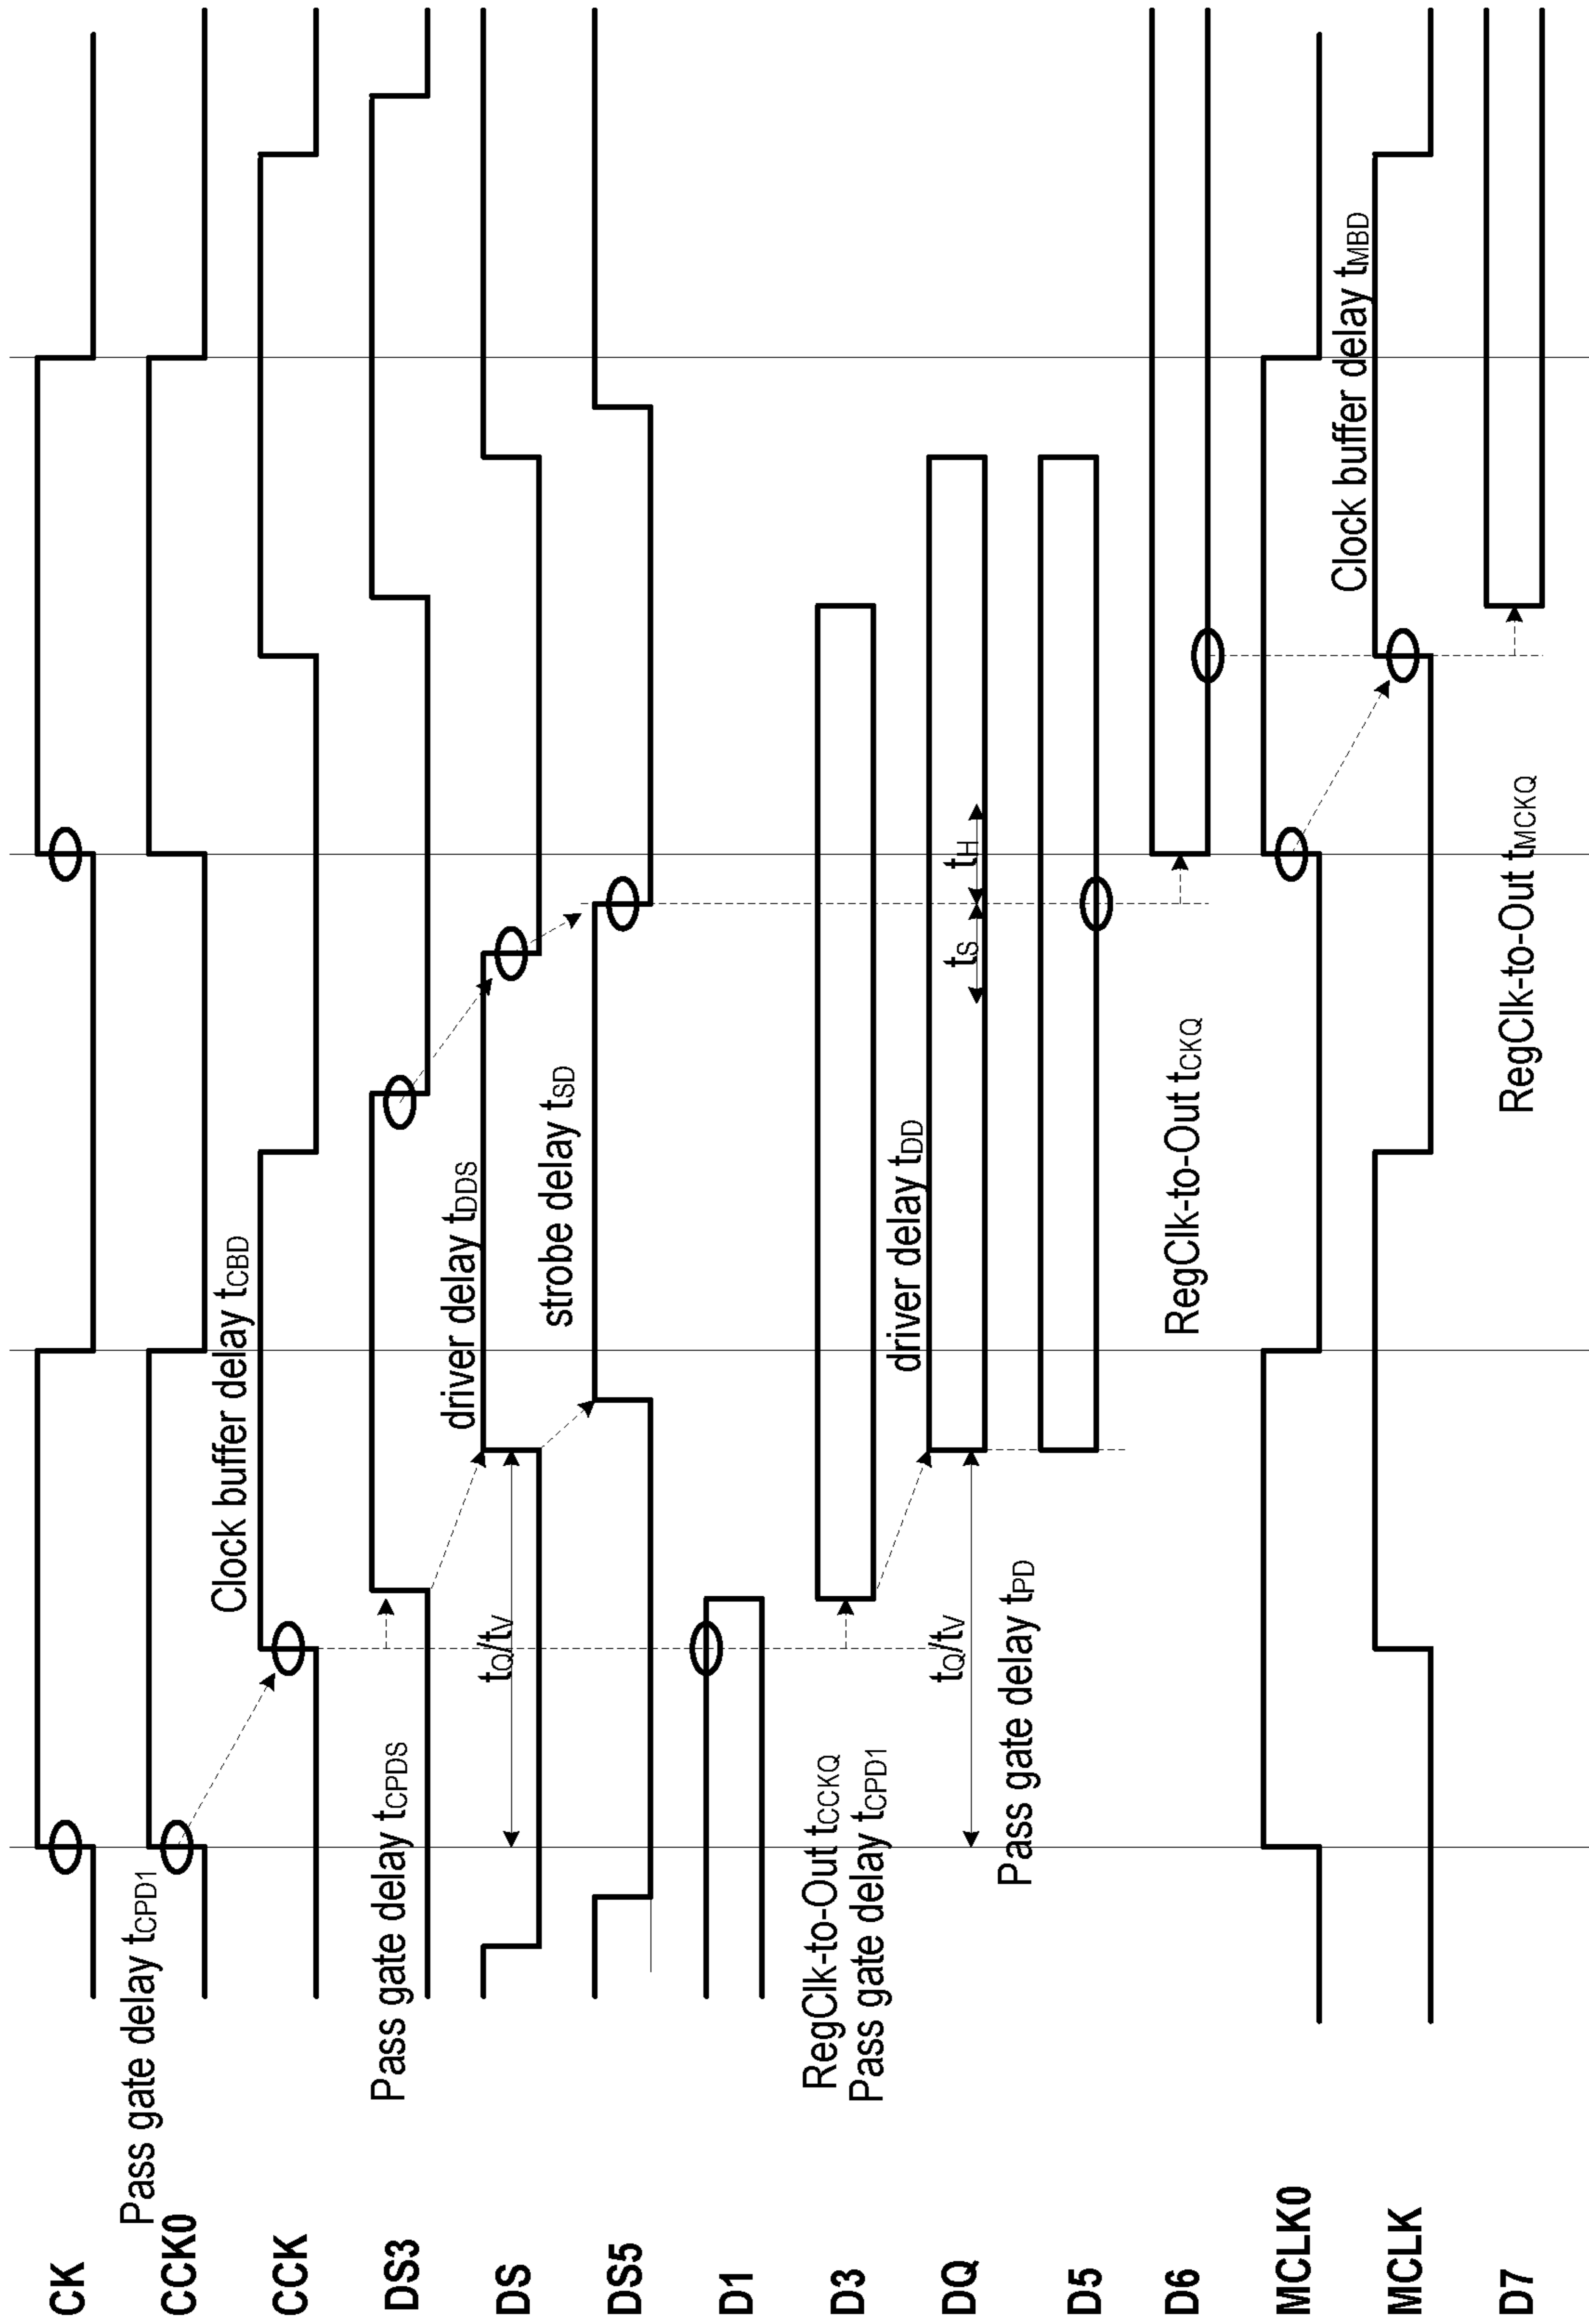 CK
Pass gate delay tCPD1
CCK0
Clock buffer delay tCBD
CCK
Pass gate delay tCPDS
DS3
driver delay tDDS
tQ/tV
DS
strobe delay tSD
DS5
D1
RegClk-to-Out tCCKQ
Pass gate delay tCPD1
D3
driver delay tDD
tQ/tV
tS
tH
DQ
Pass gate delay tPD
D5
RegClk-to-Out tCKQ
D6
MCLK0
Clock buffer delay tMBD
MCLK
RegClk-to-Out tMCKQ
D7